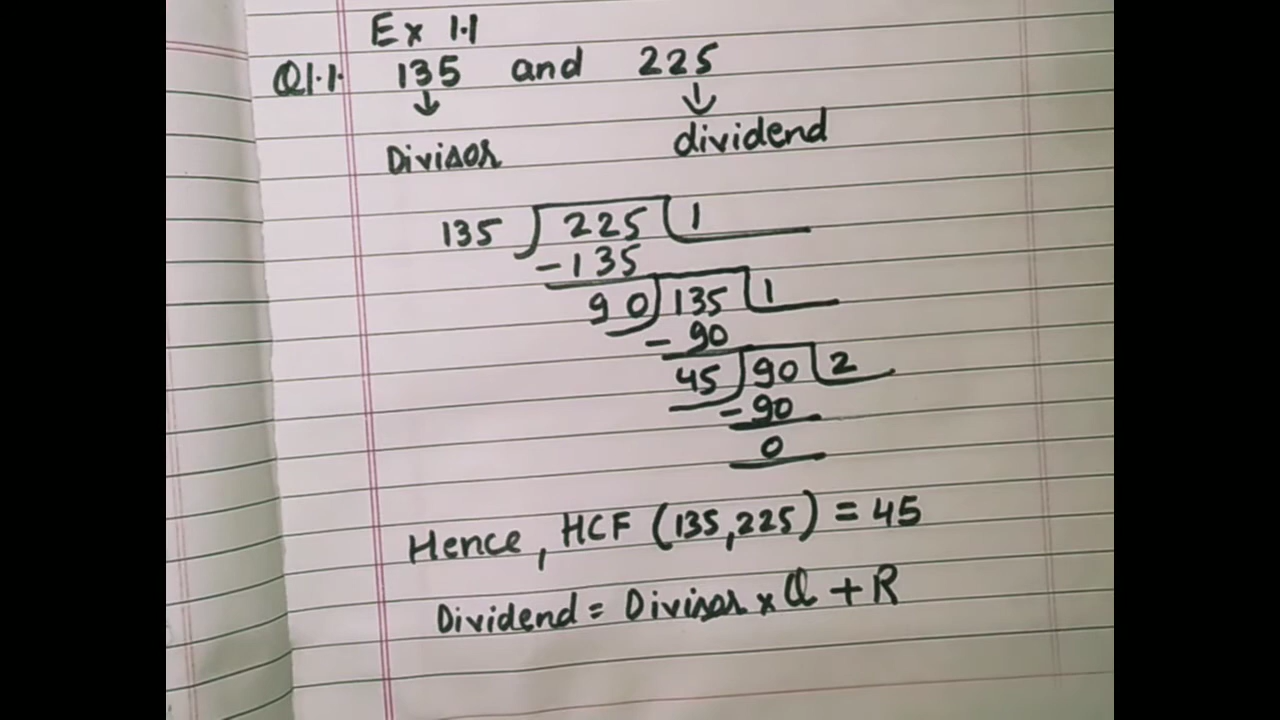 Ex 1.1
Q1.1. 135 and 225
↓ ↓
Divisor dividend
135 ) 225 ( 1
-135
90 ) 135 ( 1
- 90
45 ) 90 ( 2
- 90
0
Hence, HCF (135,225) = 45
Dividend = Divisor × Q + R